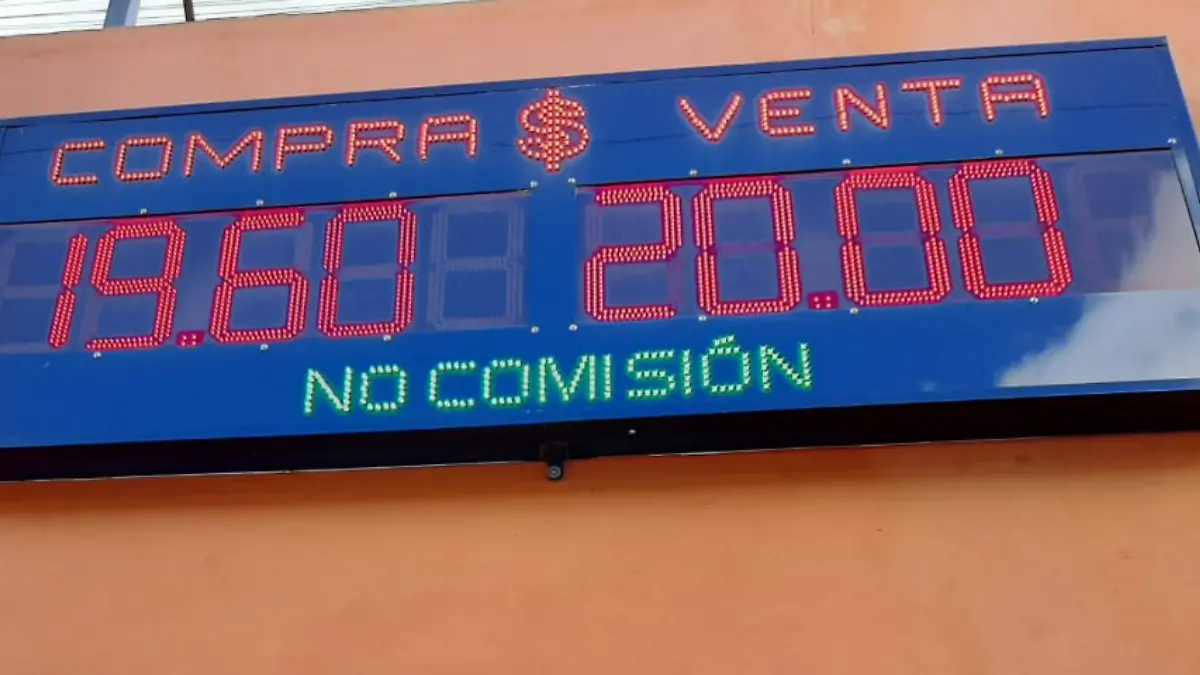 COMPRA $ VENTA
19.60 20.00
NO COMISIÓN